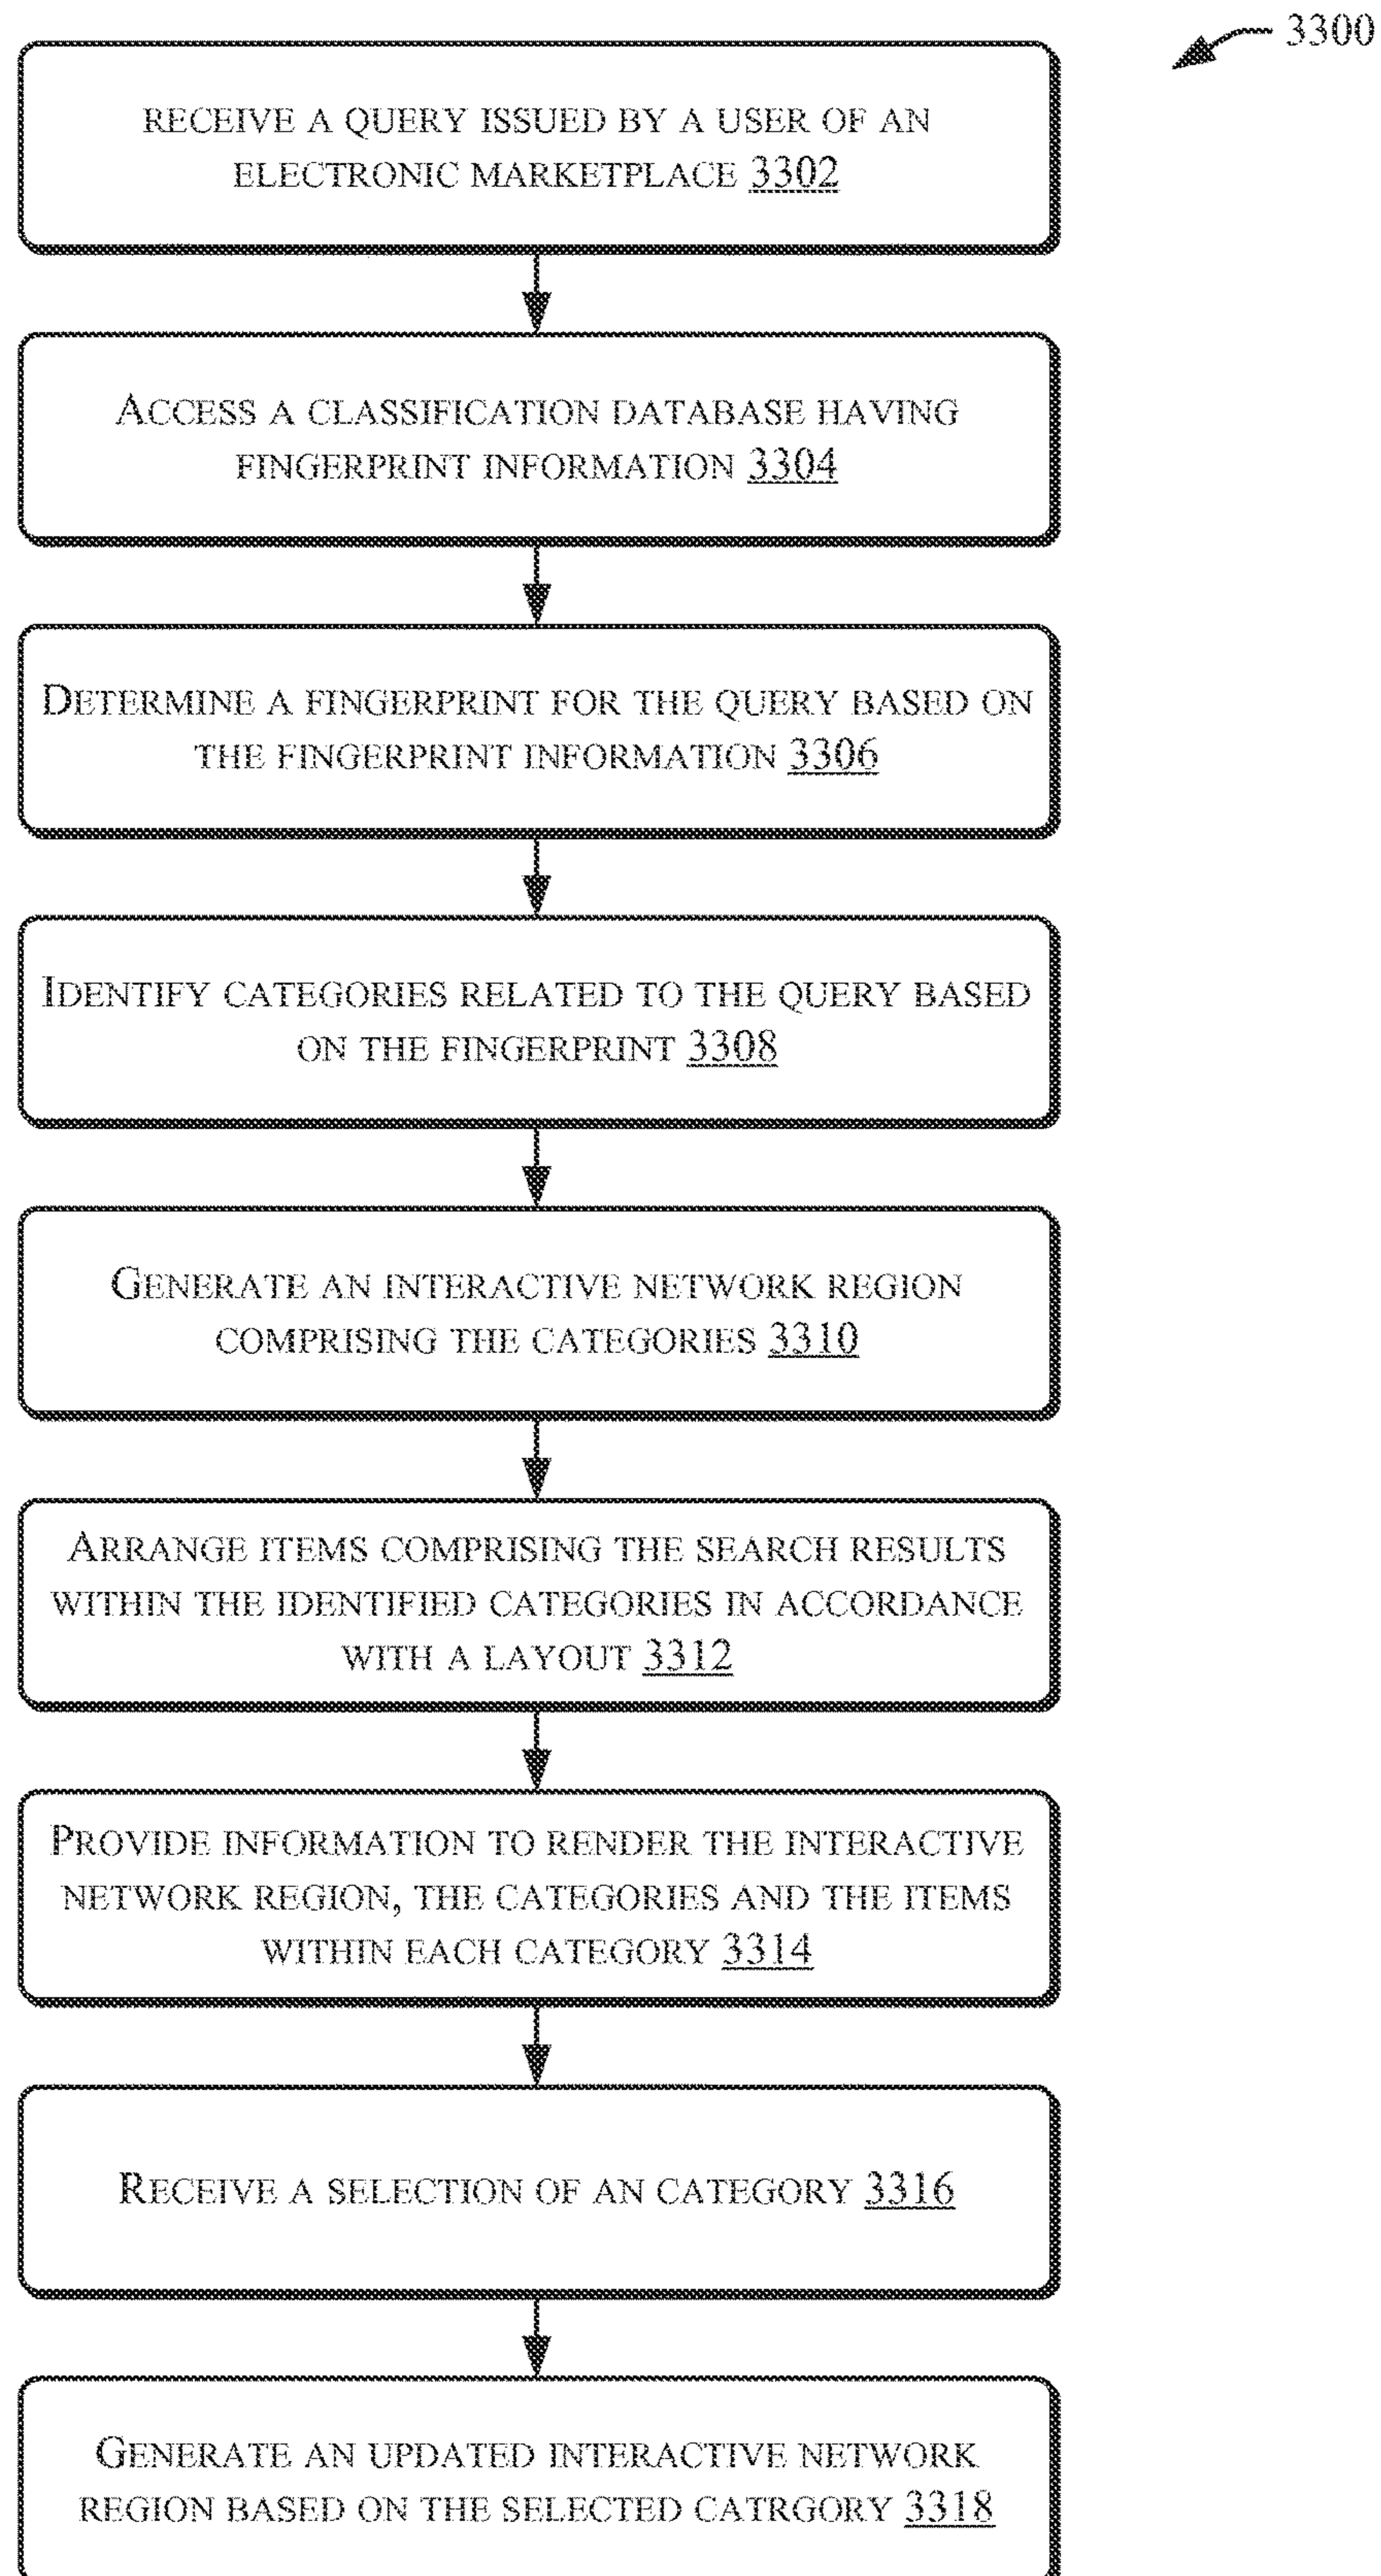 3300
RECEIVE A QUERY ISSUED BY A USER OF AN
ELECTRONIC MARKETPLACE 3302
ACCESS A CLASSIFICATION DATABASE HAVING
FINGERPRINT INFORMATION 3304
DETERMINE A FINGERPRINT FOR THE QUERY BASED ON
THE FINGERPRINT INFORMATION 3306
IDENTIFY CATEGORIES RELATED TO THE QUERY BASED
ON THE FINGERPRINT 3308
GENERATE AN INTERACTIVE NETWORK REGION
COMPRISING THE CATEGORIES 3310
ARRANGE ITEMS COMPRISING THE SEARCH RESULTS
WITHIN THE IDENTIFIED CATEGORIES IN ACCORDANCE
WITH A LAYOUT 3312
PROVIDE INFORMATION TO RENDER THE INTERACTIVE
NETWORK REGION, THE CATEGORIES AND THE ITEMS
WITHIN EACH CATEGORY 3314
RECEIVE A SELECTION OF AN CATEGORY 3316
GENERATE AN UPDATED INTERACTIVE NETWORK
REGION BASED ON THE SELECTED CATRGORY 3318